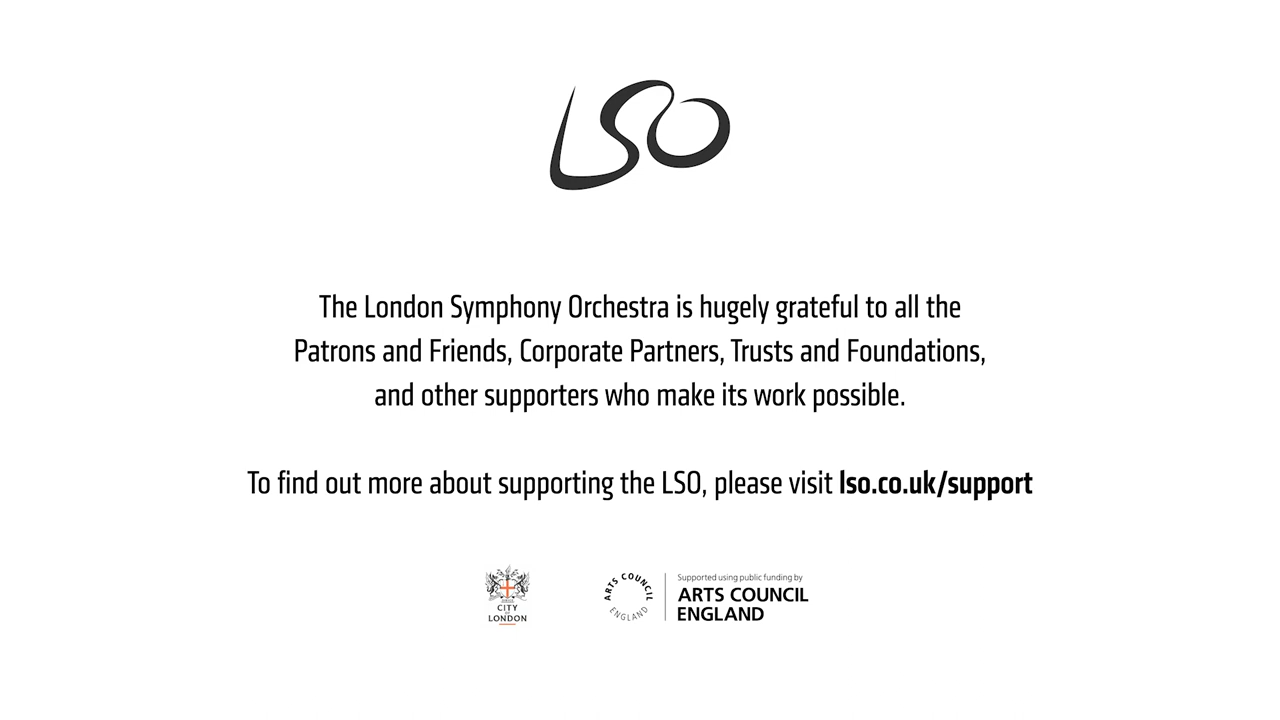 LSO
The London Symphony Orchestra is hugely grateful to all the
Patrons and Friends, Corporate Partners, Trusts and Foundations,
and other supporters who make its work possible.
To find out more about supporting the LSO, please visit lso.co.uk/support
CITY
OF
LONDON
ARTS COUNCIL
ENGLAND
Supported using public funding by
ARTS COUNCIL
ENGLAND